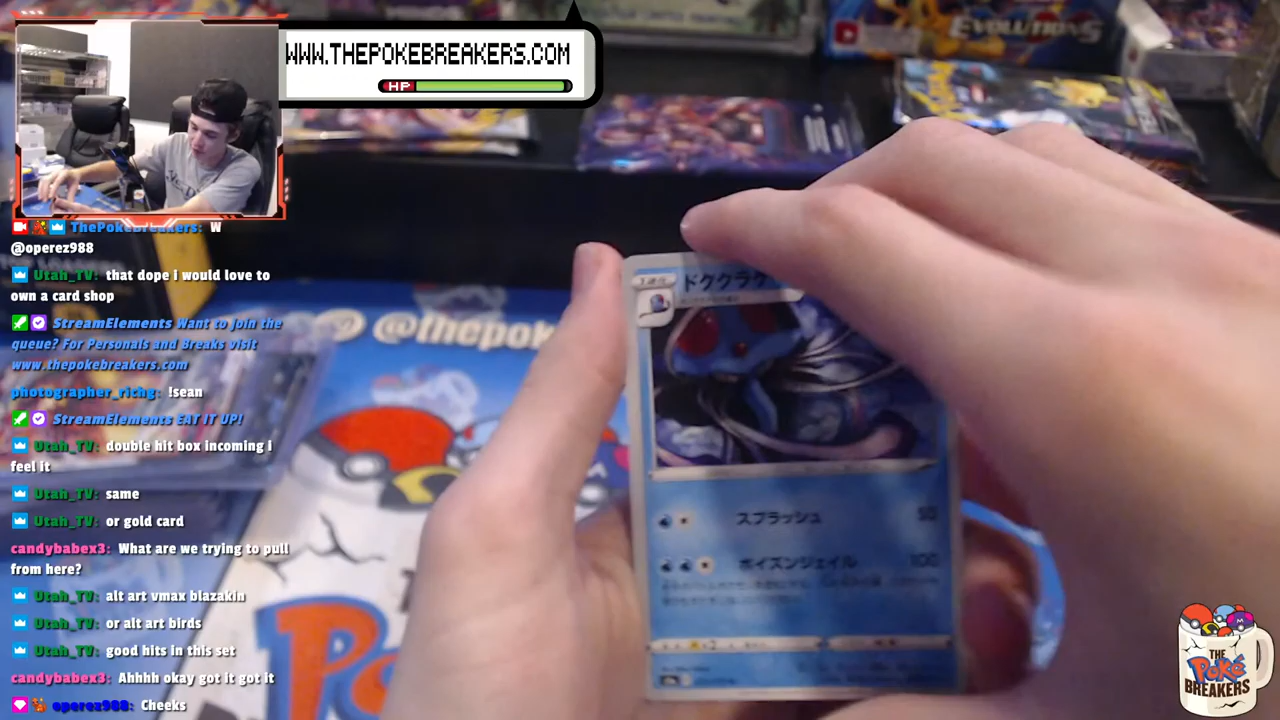 WWW.THEPOKEBREAKERS.COM
HP
EVOLUTIONS
ThePokeBreakers: W
@operez988
Utah_TV: that dope i would love to
own a card shop
StreamElements Want to join the
queue? For Personals and Breaks visit
www.thepokebreakers.com
photographer_richg: !sean
StreamElements EAT IT UP!
Utah_TV: double hit box incoming i
feel it
Utah_TV: same
Utah_TV: or gold card
candybabex3: What are we trying to pull
from here?
Utah_TV: alt art vmax blazakin
Utah_TV: or alt art birds
Utah_TV: good hits in this set
candybabex3: Ahhhh okay got it got it
operez988: Cheeks
@thepok
Po
ドククラゲ
スプラッシュ 50
ポイズンジェイル 100
×2
THE
Poké
BREAKERS